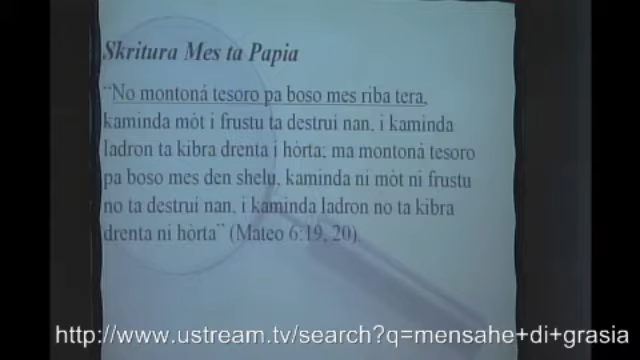 Skritura Mes ta Papia
¨No montoná tesoro pa boso mes riba tera,
kaminda mòt i frustu ta destrui nan, i kaminda
ladron ta kibra drenta i hòrta; ma montoná tesoro
pa boso mes den shelu, kaminda ni mòt ni frustu
no ta destrui nan, i kaminda ladron no ta kibra
drenta ni hòrta¨ (Mateo 6:19, 20).
http://www.ustream.tv/search?q=mensahe+di+grasia